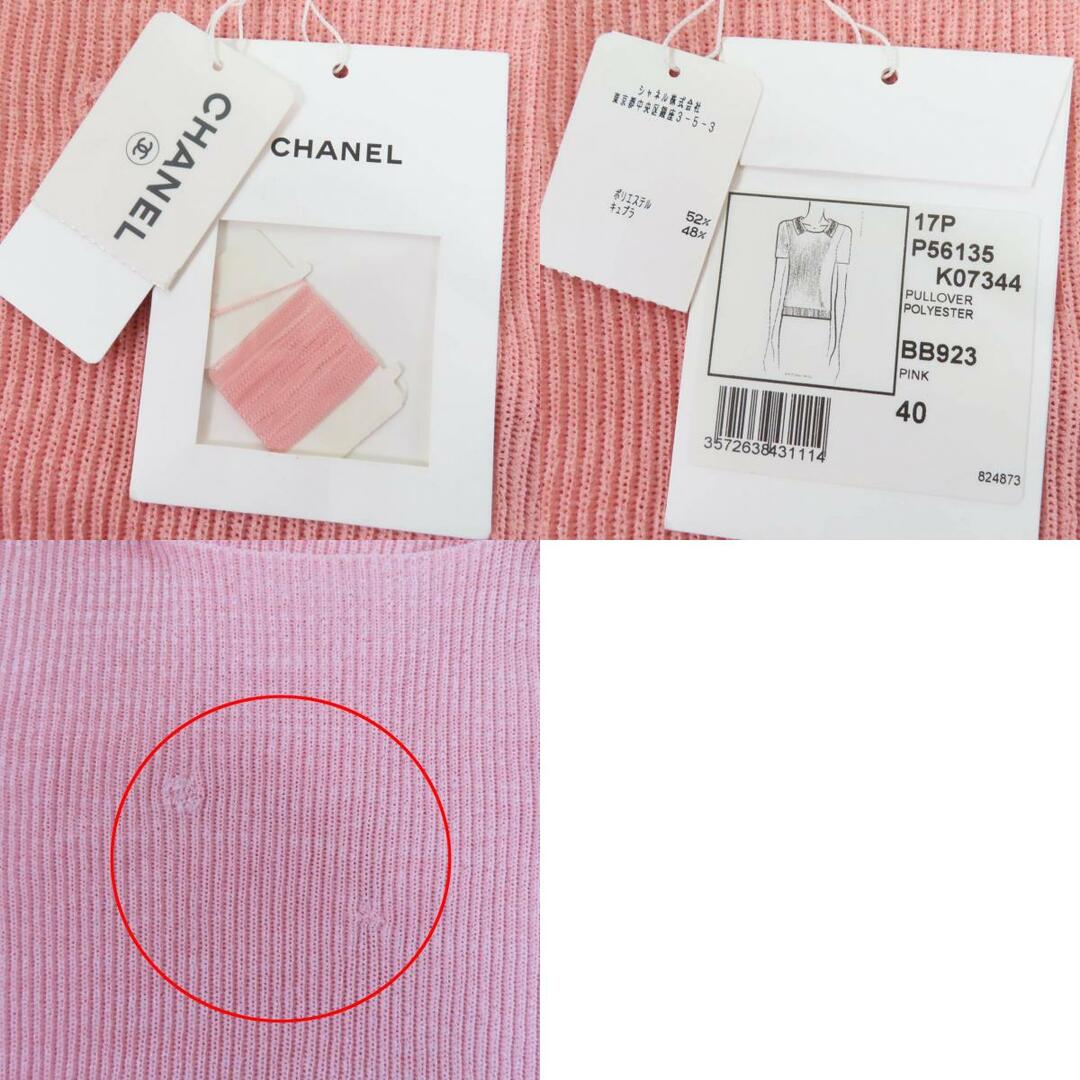 CHANEL
CHANEL
シャネル株式会社
東京都中央区銀座3-5-3
ポリエステル 52%
キュプラ 48%
17P
P56135
K07344
PULLOVER
POLYESTER
BB923
PINK
40
3572638431114
824873